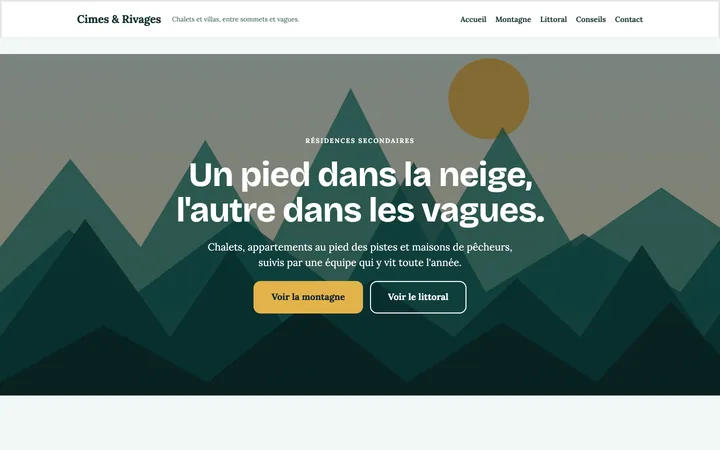 Cimes & Rivages
Chalets et villas, entre sommets et vagues.
Accueil Montagne Littoral Conseils Contact
RÉSIDENCES SECONDAIRES
Un pied dans la neige,
l'autre dans les vagues.
Chalets, appartements au pied des pistes et maisons de pêcheurs,
suivis par une équipe qui y vit toute l'année.
Voir la montagne
Voir le littoral